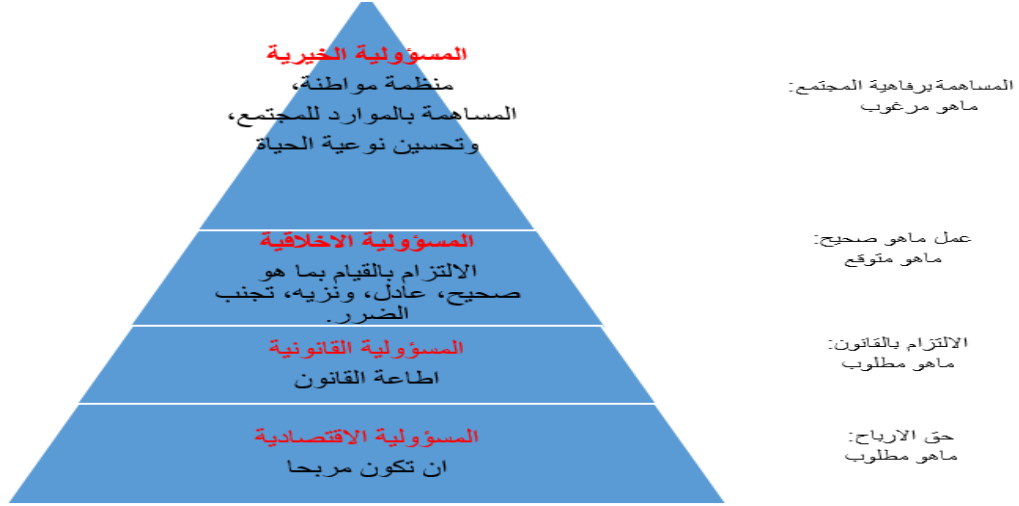 المسؤولية الخيرية
منظمة مواطنة،
المساهمة بالموارد للمجتمع،
وتحسين نوعية الحياة
المساهمة برفاهية المجتمع:
ماهو مرغوب
المسؤولية الاخلاقية
الالتزام بالقيام بما هو
صحيح، عادل، ونزيه، تجنب
الضرر.
عمل ماهو صحيح:
ماهو متوقع
المسؤولية القانونية
اطاعة القانون
الالتزام بالقانون:
ماهو مطلوب
المسؤولية الاقتصادية
ان تكون مربحا
حق الارباح:
ماهو مطلوب